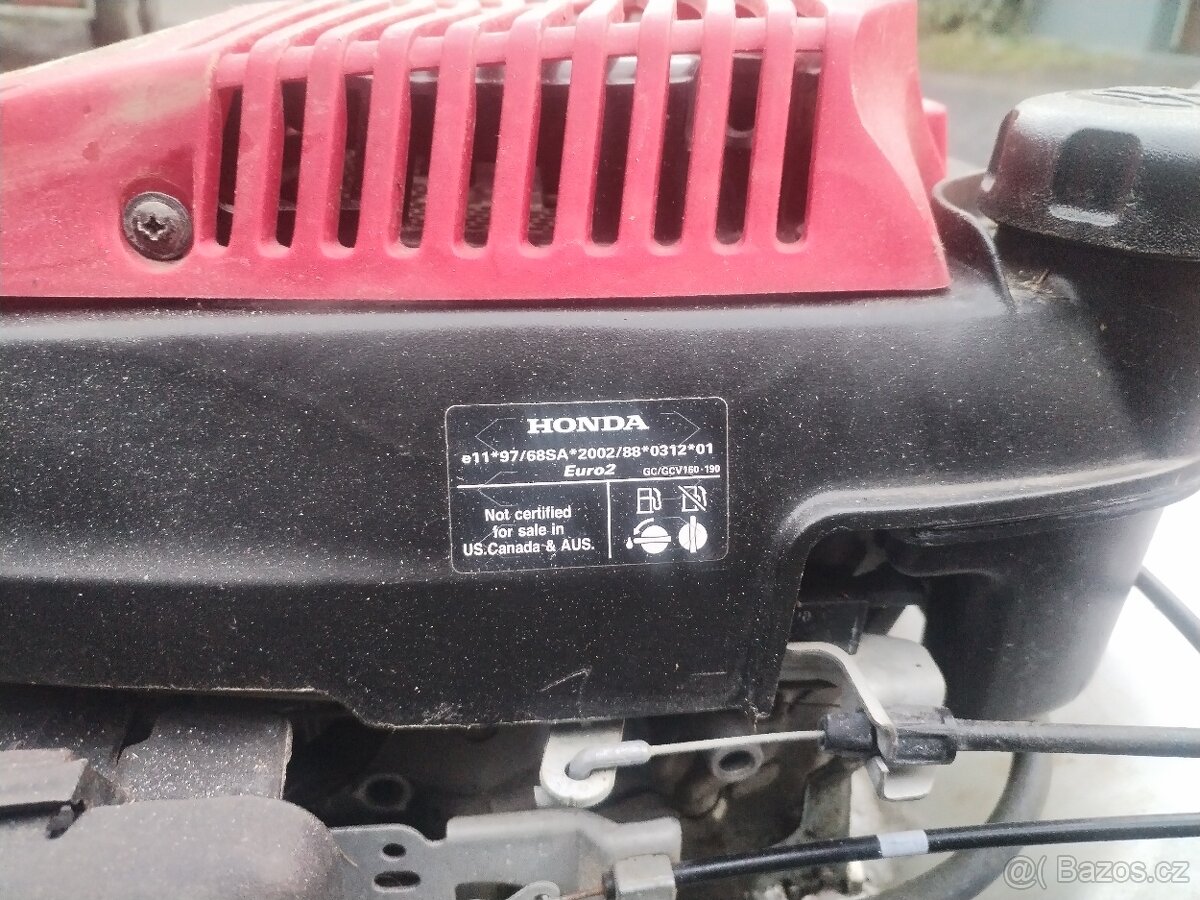 HONDA
e11*97/68SA*2002/88*0312*01
Euro2 GC/GCV160-190
Not certified
for sale in
US.Canada & AUS.
@( Bazos.cz